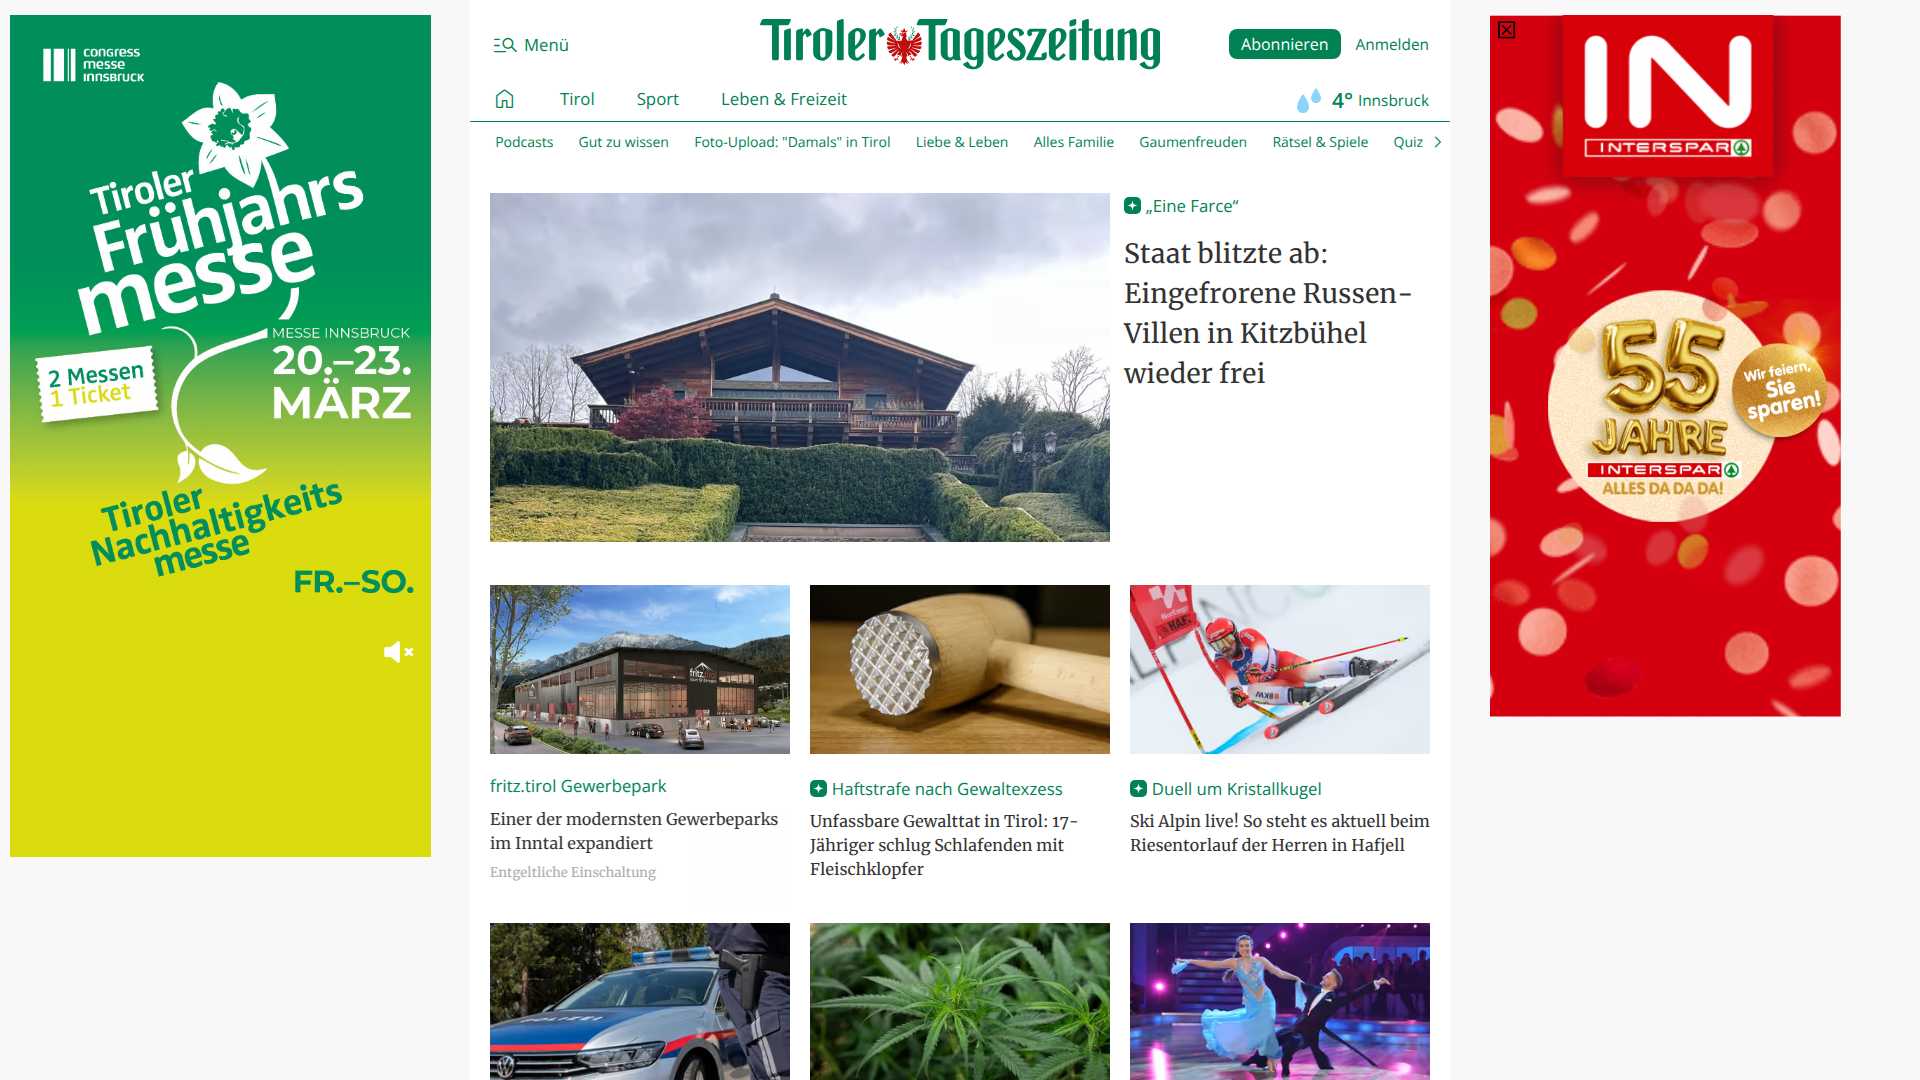 congress
messe
innsbruck
Tiroler
Frühjahrs
messe
MESSE INNSBRUCK
20.–23.
MÄRZ
2 Messen
1 Ticket
Tiroler
Nachhaltigkeits
messe
FR.–SO.
Menü
Tiroler Tageszeitung
Abonnieren
Anmelden
Tirol
Sport
Leben & Freizeit
4° Innsbruck
Podcasts
Gut zu wissen
Foto-Upload: "Damals" in Tirol
Liebe & Leben
Alles Familie
Gaumenfreuden
Rätsel & Spiele
Quiz
„Eine Farce“
Staat blitzte ab:
Eingefrorene Russen-
Villen in Kitzbühel
wieder frei
fritz.tirol Gewerbepark
Einer der modernsten Gewerbeparks
im Inntal expandiert
Entgeltliche Einschaltung
Haftstrafe nach Gewaltexzess
Unfassbare Gewalttat in Tirol: 17-
Jähriger schlug Schlafenden mit
Fleischklopfer
Duell um Kristallkugel
Ski Alpin live! So steht es aktuell beim
Riesentorlauf der Herren in Hafjell
POLIZEI
IN
INTERSPAR
55
JAHRE
INTERSPAR
ALLES DA DA DA!
Wir feiern,
Sie
sparen!